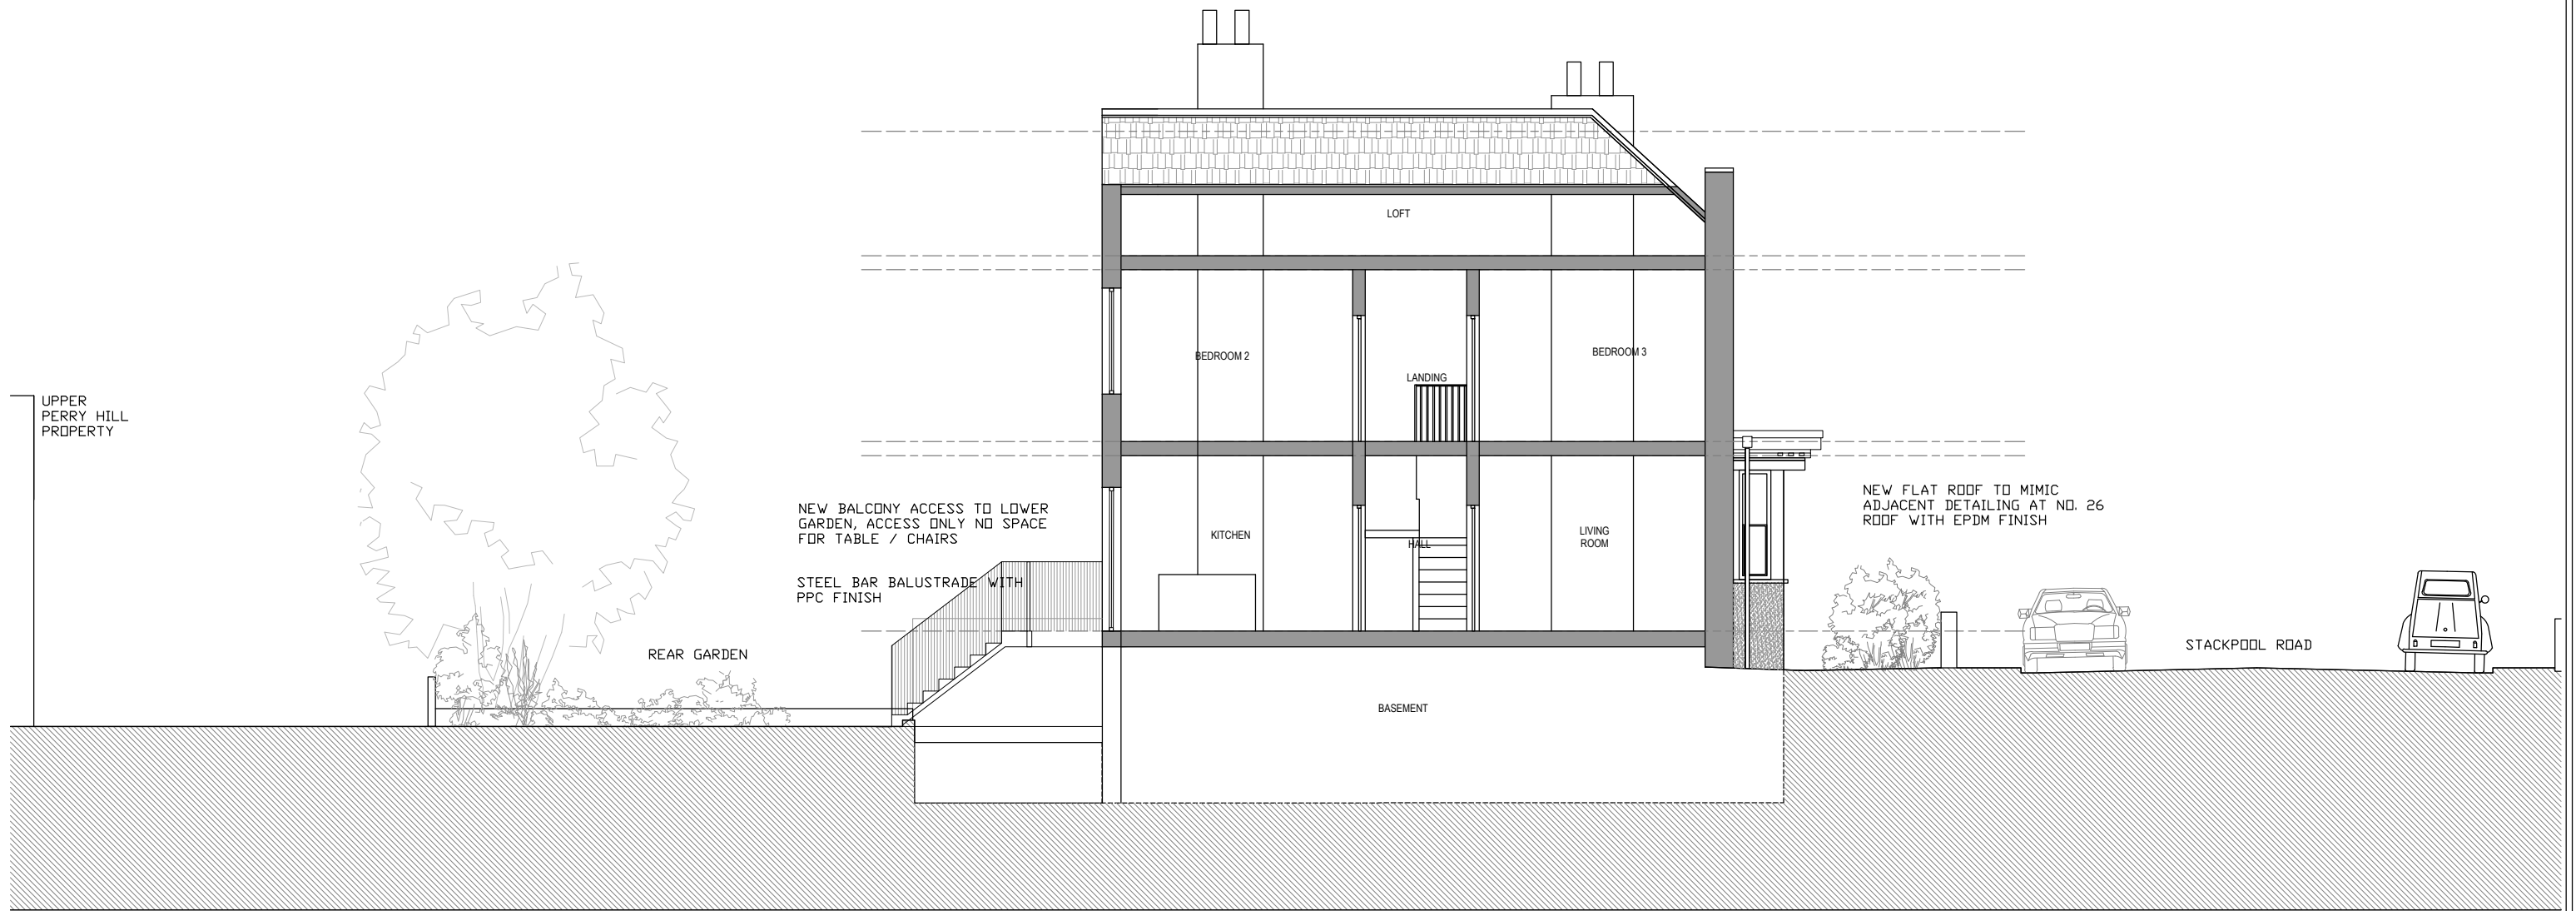 LOFT
BEDROOM 2
BEDROOM 3
LANDING
UPPER
PERRY HILL
PROPERTY
NEW BALCONY ACCESS TO LOWER
GARDEN, ACCESS ONLY NO SPACE
FOR TABLE / CHAIRS
NEW FLAT ROOF TO MIMIC
ADJACENT DETAILING AT NO. 26
ROOF WITH EPDM FINISH
KITCHEN
HALL
LIVING
ROOM
STEEL BAR BALUSTRADE WITH
PPC FINISH
REAR GARDEN
STACKPOOL ROAD
BASEMENT